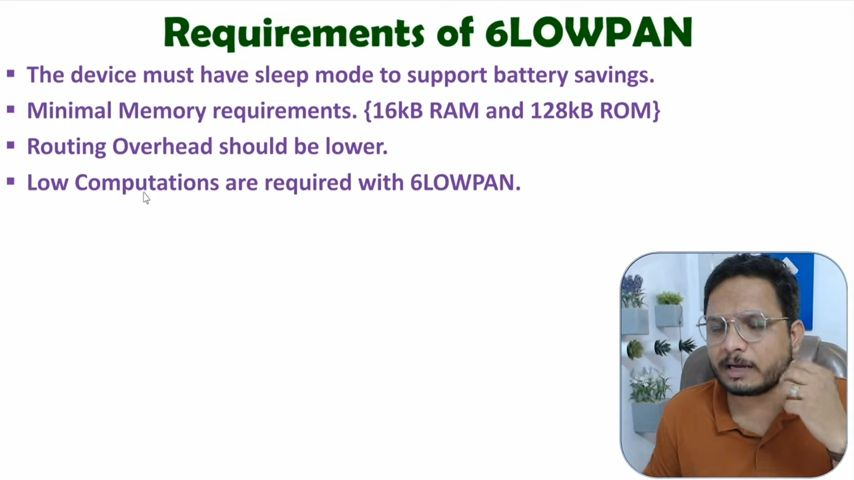 Requirements of 6LOWPAN
▪ The device must have sleep mode to support battery savings.
▪ Minimal Memory requirements. {16kB RAM and 128kB ROM}
▪ Routing Overhead should be lower.
▪ Low Computations are required with 6LOWPAN.